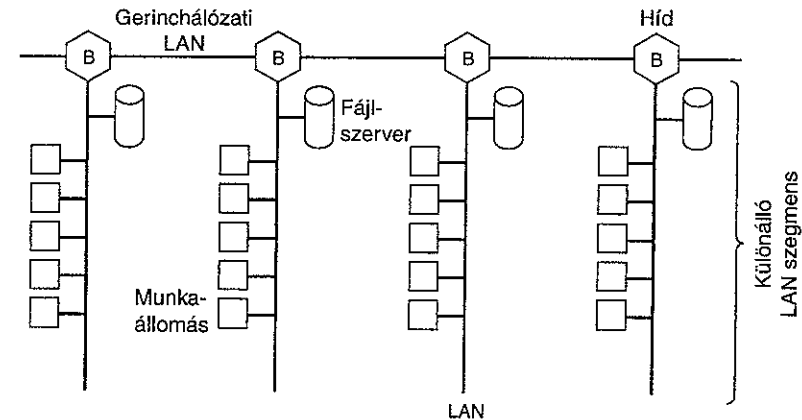 Gerinchálózati
LAN
Híd
B
B
B
B
Fájl-
szerver
Munka-
állomás
Különálló
LAN szegmens
LAN